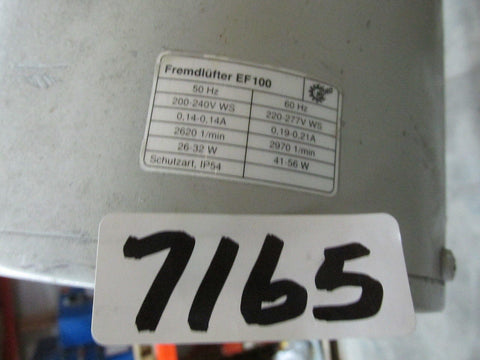 Fremdlüfter EF100
50 Hz 60 Hz
200-240V WS 220-277V WS
0,14-0,14A 0,19-0,21A
2620 1/min 2970 1/min
26-32 W 41-56 W
Schutzart, IP54
7165